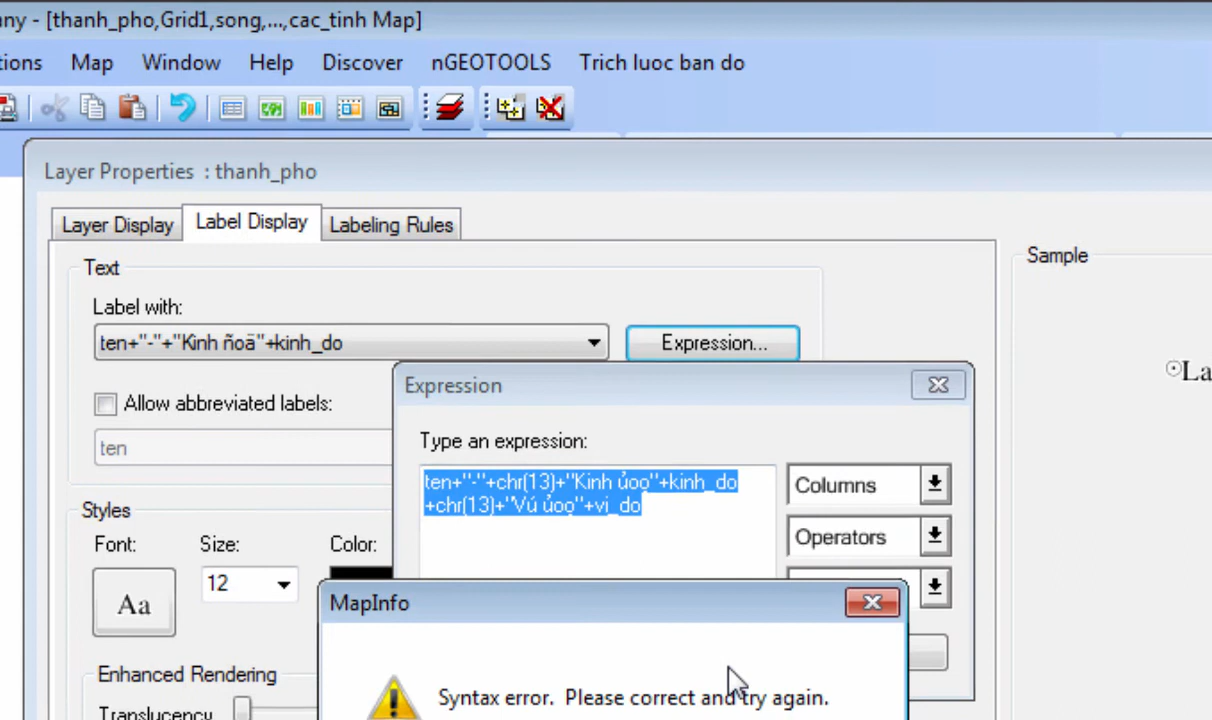 any - [thanh_pho,Grid1,song,...,cac_tinh Map]
tions Map Window Help Discover nGEOTOOLS Trich luoc ban do
Layer Properties : thanh_pho
Layer Display Label Display Labeling Rules
Text
Sample
Label with:
ten+"-"+"Kinh ñoä"+kinh_do Expression...
La
Expression
Allow abbreviated labels:
Type an expression:
ten
ten+"-"+chr(13)+"Kinh ủoọ"+kinh_do
+chr(13)+"Vú ủoọ"+vi_do
Columns
Styles
Font: Size: Color:
Operators
12
Aa
MapInfo
Enhanced Rendering
Syntax error. Please correct and try again.
Translucency